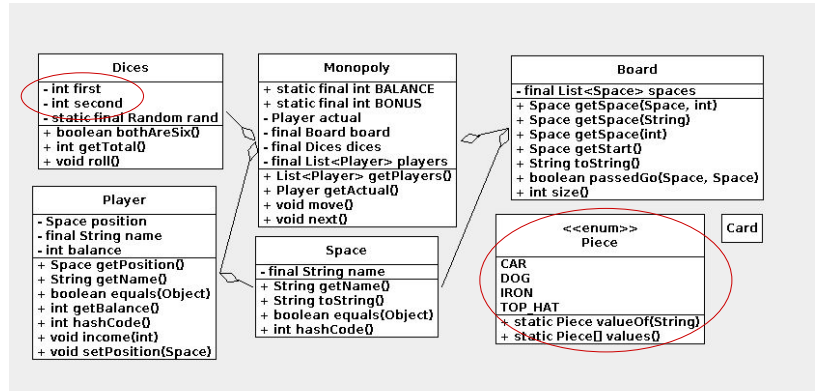 Dices
- int first
- int second
- static final Random rand
+ boolean bothAreSix()
+ int getTotal()
+ void roll()
Monopoly
+ static final int BALANCE
+ static final int BONUS
- Player actual
- final Board board
- final Dices dices
- final List<Player> players
+ List<Player> getPlayers()
+ Player getActual()
+ void move()
+ void next()
Board
- final List<Space> spaces
+ Space getSpace(Space, int)
+ Space getSpace(String)
+ Space getSpace(int)
+ Space getStart()
+ String toString()
+ boolean passedGo(Space, Space)
+ int size()
Player
- Space position
- final String name
- int balance
+ Space getPosition()
+ String getName()
+ boolean equals(Object)
+ int getBalance()
+ int hashCode()
+ void income(int)
+ void setPosition(Space)
Space
- final String name
+ String getName()
+ String toString()
+ boolean equals(Object)
+ int hashCode()
<<enum>>
Piece
CAR
DOG
IRON
TOP_HAT
+ static Piece valueOf(String)
+ static Piece[] values()
Card